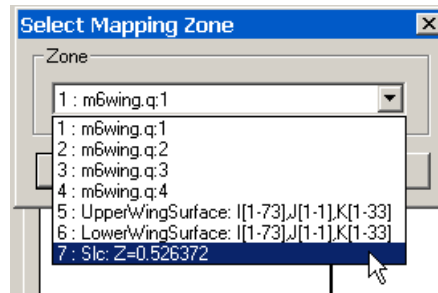 Select Mapping Zone
Zone
1 : m6wing.q:1
1 : m6wing.q:1
2 : m6wing.q:2
3 : m6wing.q:3
4 : m6wing.q:4
5 : UpperWingSurface: I[1-73],J[1-1],K[1-33]
6 : LowerWingSurface: I[1-73],J[1-1],K[1-33]
7 : Slc: Z=0.526372